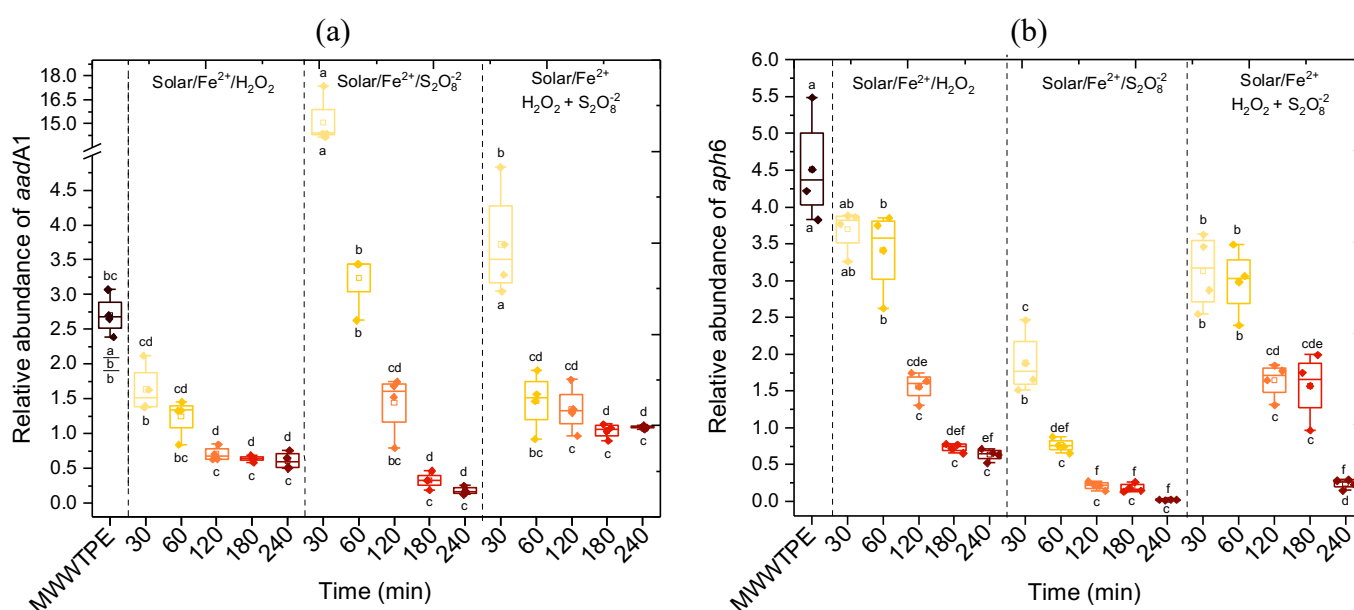 (a)
Relative abundance of aadA1
18.0
16.5
15.0
4.5
4.0
3.5
3.0
2.5
2.0
1.5
1.0
0.5
0.0
Solar/Fe²⁺/H₂O₂
Solar/Fe²⁺/S₂O₈⁻²
Solar/Fe²⁺
H₂O₂ + S₂O₈⁻²
bc
a
b
b
cd
b
cd
bc
d
c
d
c
d
c
a
a
b
b
cd
bc
d
c
d
c
b
a
cd
c
cd
c
d
c
d
c
MWWTPE 30 60 120 180 240 30 60 120 180 240 30 60 120 180 240
Time (min)
(b)
Relative abundance of aph6
6.0
5.5
5.0
4.5
4.0
3.5
3.0
2.5
2.0
1.5
1.0
0.5
0.0
Solar/Fe²⁺/H₂O₂
Solar/Fe²⁺/S₂O₈⁻²
Solar/Fe²⁺
H₂O₂ + S₂O₈⁻²
a
a
ab
ab
b
b
cde
c
def
c
ef
c
c
b
def
c
f
c
f
c
f
c
b
b
b
b
cd
c
cde
c
f
d
MWWTPE 30 60 120 180 240 30 60 120 180 240 30 60 120 180 240
Time (min)